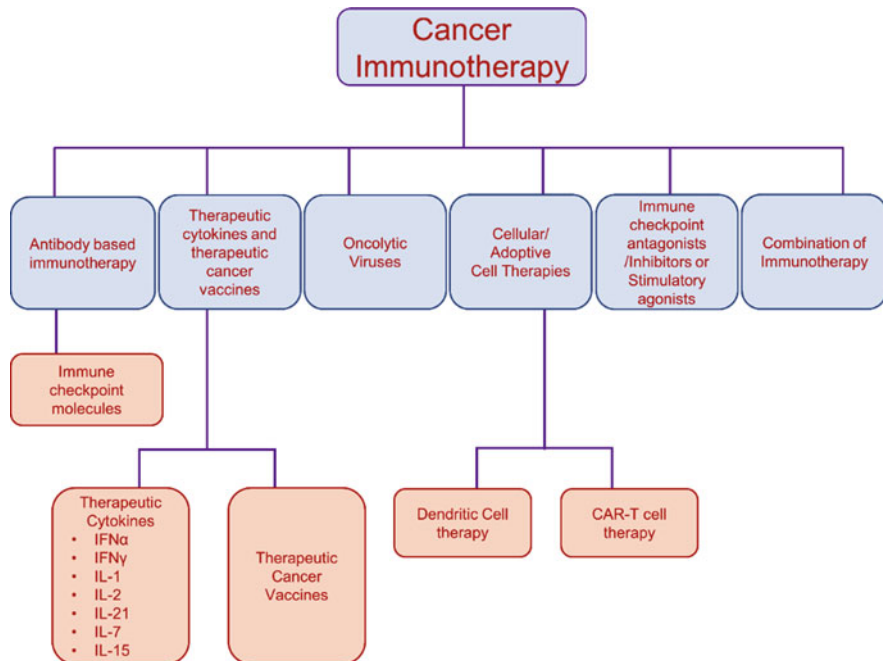 Cancer
Immunotherapy
Antibody based
immunotherapy
Therapeutic
cytokines and
therapeutic
cancer
vaccines
Oncolytic
Viruses
Cellular/
Adoptive
Cell Therapies
Immune
checkpoint
antagonists
/Inhibitors or
Stimulatory
agonists
Combination of
Immunotherapy
Immune
checkpoint
molecules
Therapeutic
Cytokines
• IFNα
• IFNγ
• IL-1
• IL-2
• IL-21
• IL-7
• IL-15
Therapeutic
Cancer
Vaccines
Dendritic Cell
therapy
CAR-T cell
therapy